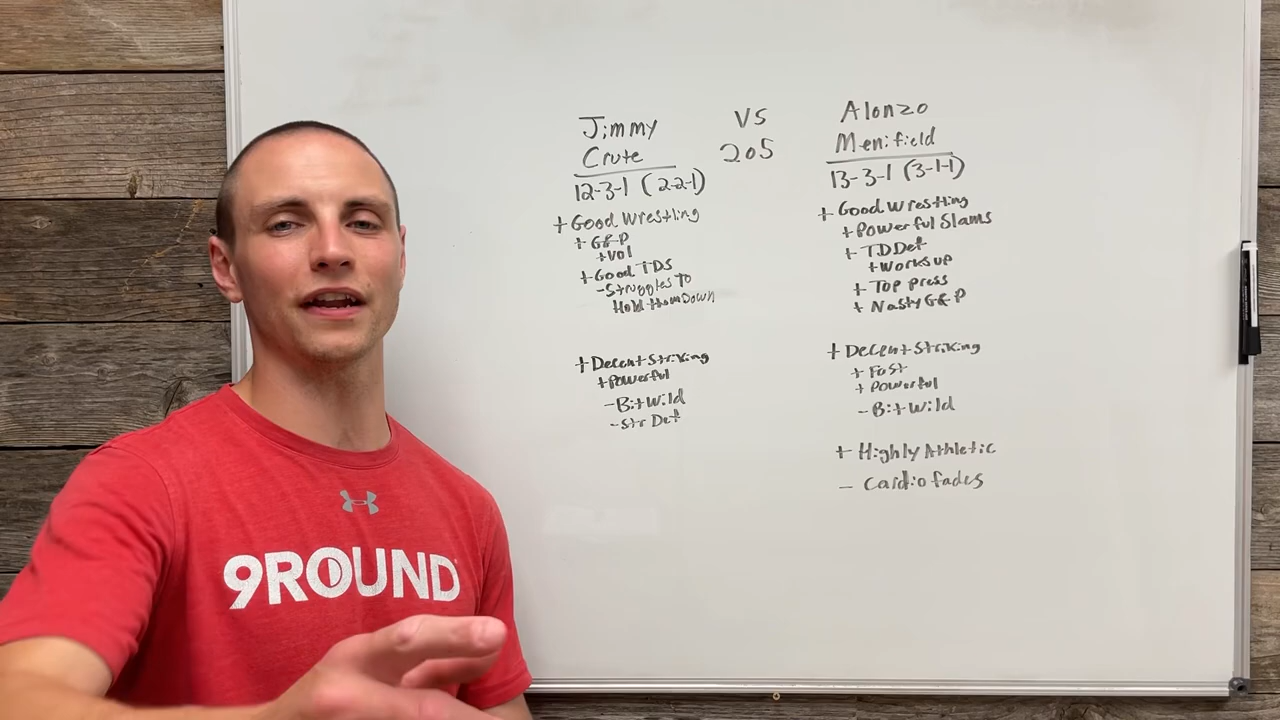 Jimmy
Crute
12-3-1 (2-2-1)
+ Good Wrestling
+ G&P
+ Vol
+ Good TDS
- Struggles To
Hold them Down
+ Decent Striking
+ Powerful
- Bit Wild
- Str Def
VS
205
Alonzo
Menifield
13-3-1 (3-1-1)
+ Good Wrestling
+ Powerful Slams
+ TD Def
+ Works up
+ Top press
+ Nasty G&P
+ Decent Striking
+ Fast
+ Powerful
- Bit Wild
+ Highly Athletic
- Cardio fades
9ROUND